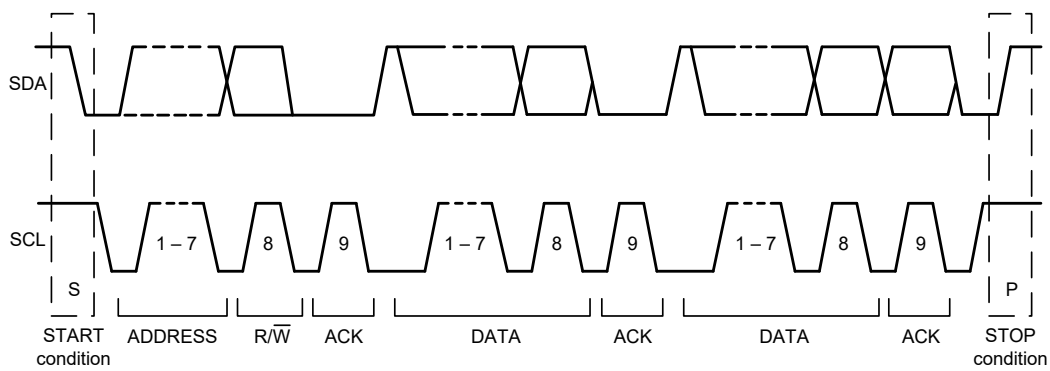 SDA
SCL
1 – 7
8
9
1 – 7
8
9
1 – 7
8
9
S
P
START
condition
ADDRESS
R/W̅
ACK
DATA
ACK
DATA
ACK
STOP
condition